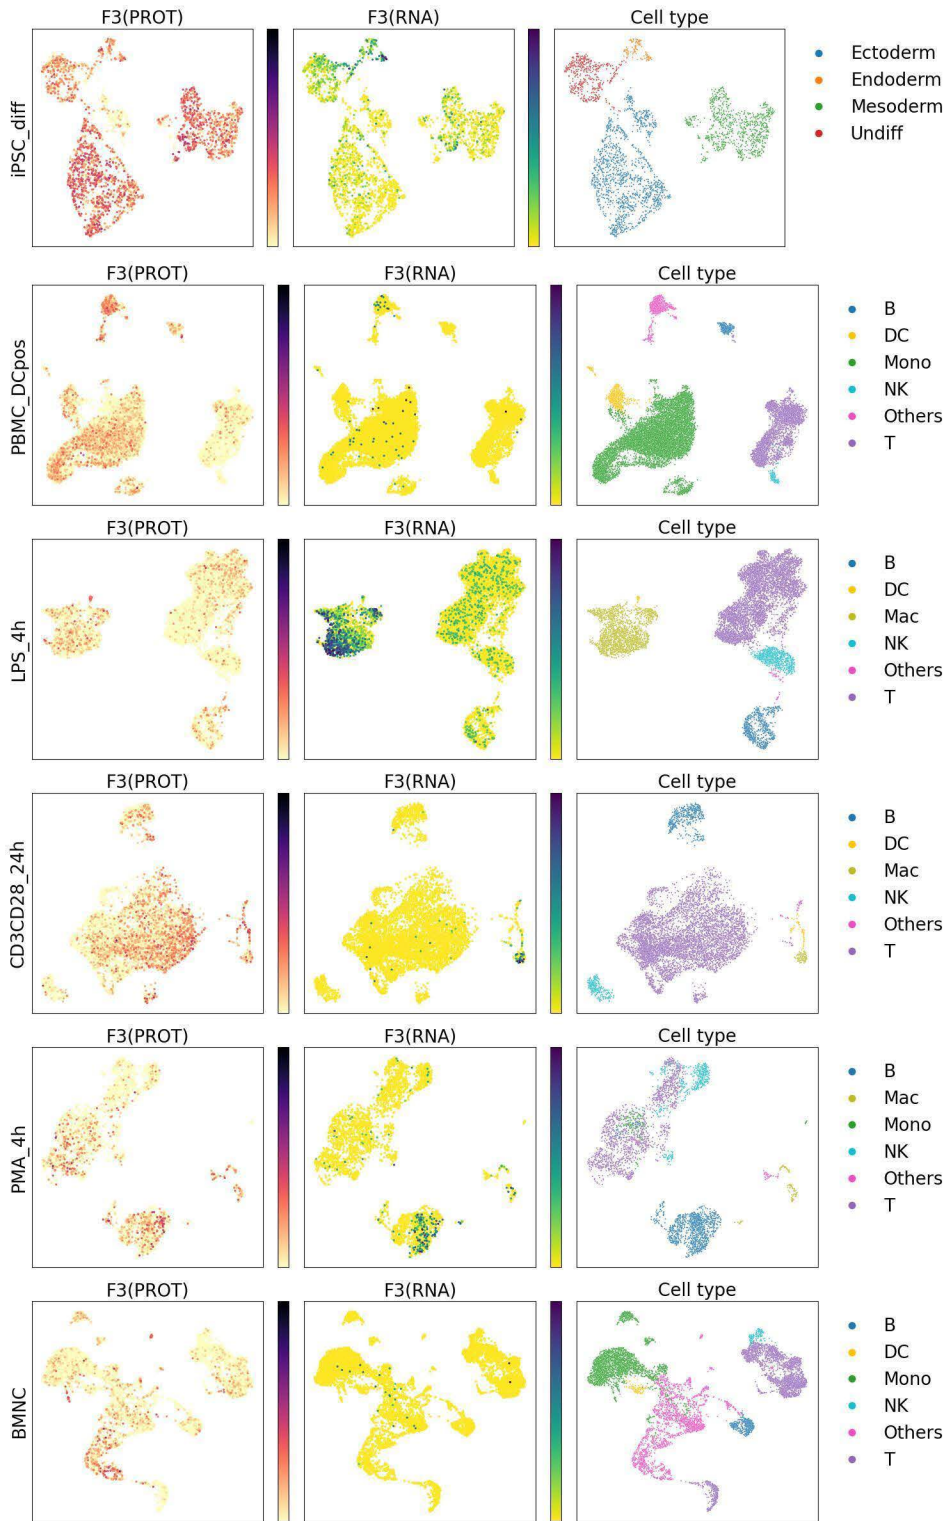 F3(PROT) F3(RNA) Cell type
iPSC_diff
Ectoderm
Endoderm
Mesoderm
Undiff
F3(PROT) F3(RNA) Cell type
PBMC_DCpos
B
DC
Mono
NK
Others
T
F3(PROT) F3(RNA) Cell type
LPS_4h
B
DC
Mac
NK
Others
T
F3(PROT) F3(RNA) Cell type
CD3CD28_24h
B
DC
Mac
NK
Others
T
F3(PROT) F3(RNA) Cell type
PMA_4h
B
Mac
Mono
NK
Others
T
F3(PROT) F3(RNA) Cell type
BMNC
B
DC
Mono
NK
Others
T